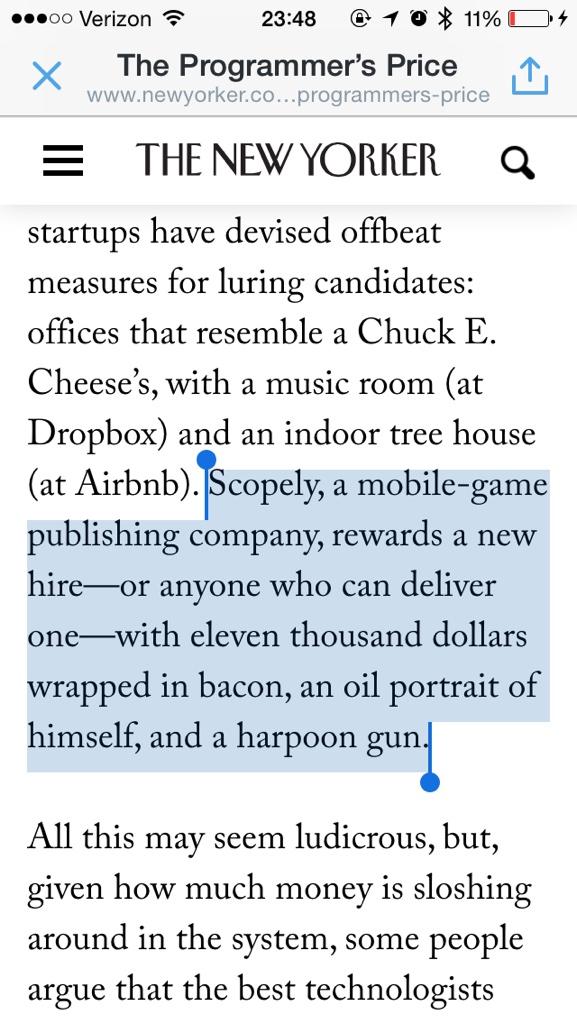 Verizon 23:48 11%
The Programmer's Price
www.newyorker.co...programmers-price
THE NEW YORKER
startups have devised offbeat
measures for luring candidates:
offices that resemble a Chuck E.
Cheese's, with a music room (at
Dropbox) and an indoor tree house
(at Airbnb). Scopely, a mobile-game
publishing company, rewards a new
hire—or anyone who can deliver
one—with eleven thousand dollars
wrapped in bacon, an oil portrait of
himself, and a harpoon gun.
All this may seem ludicrous, but,
given how much money is sloshing
around in the system, some people
argue that the best technologists